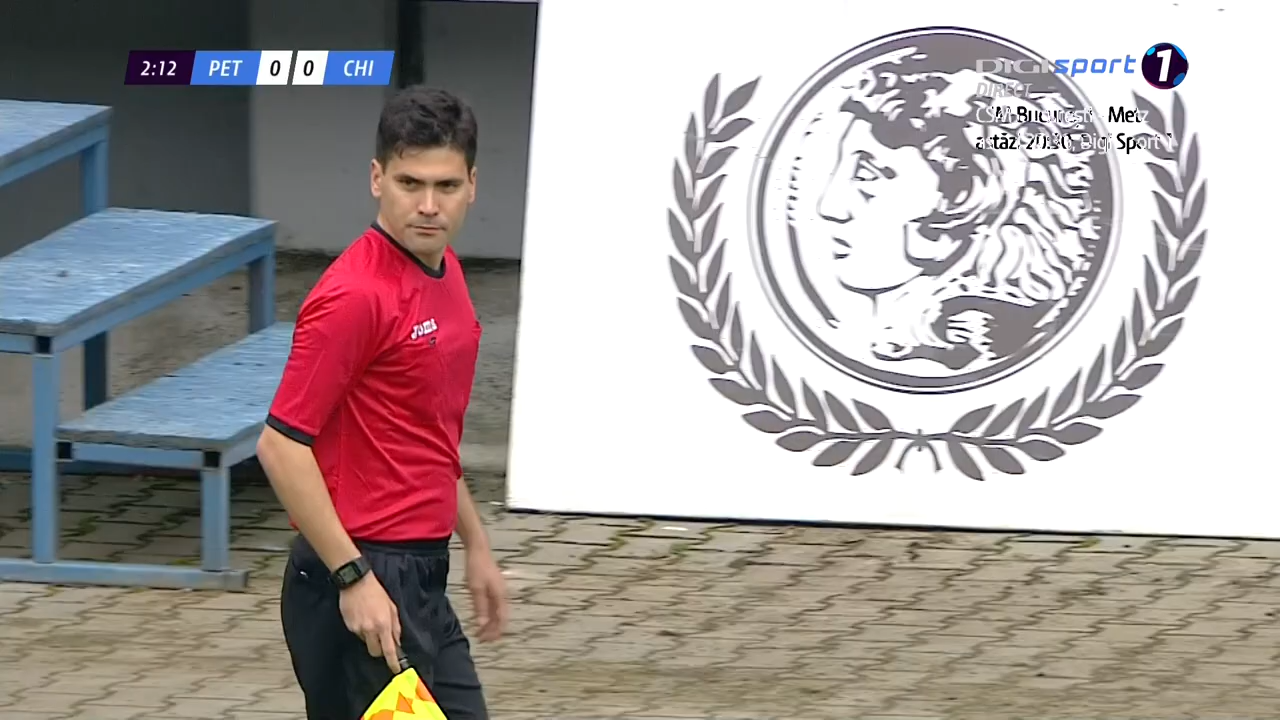 2:12 PET 0 0 CHI
DIGI sport 1
DIRECT
CSM București - Metz
astăzi, 20:30, Digi Sport 1
JOMA